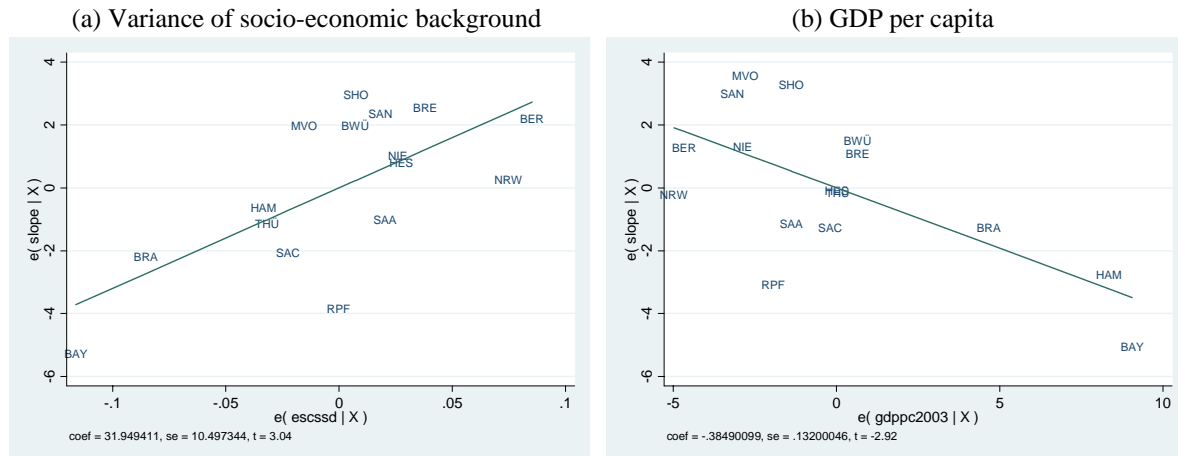 (a) Variance of socio-economic background
e( slope | X )
4
2
0
-2
-4
-6
SHO
BRE
SAN
BER
MVO
BWÜ
NIE
HES
NRW
HAM
SAA
THÜ
SAC
BRA
RPF
BAY
-.1
-.05
0
.05
.1
e( escssd | X )
coef = 31.949411, se = 10.497344, t = 3.04
(b) GDP per capita
e( slope | X )
4
2
0
-2
-4
-6
MVO
SHO
SAN
BWÜ
NIE
BER
BRE
HES
THÜ
NRW
SAA
SAC
BRA
HAM
RPF
BAY
-5
0
5
10
e( gdppc2003 | X )
coef = -.38490099, se = .13200046, t = -2.92